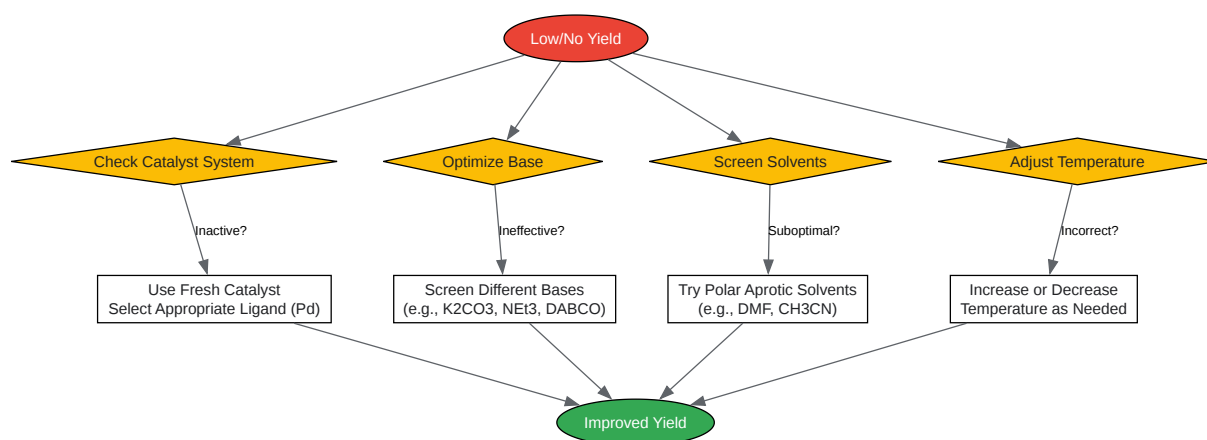 Low/No Yield
Check Catalyst System
Optimize Base
Screen Solvents
Adjust Temperature
Inactive?
Ineffective?
Suboptimal?
Incorrect?
Use Fresh Catalyst
Select Appropriate Ligand (Pd)
Screen Different Bases
(e.g., K2CO3, NEt3, DABCO)
Try Polar Aprotic Solvents
(e.g., DMF, CH3CN)
Increase or Decrease
Temperature as Needed
Improved Yield